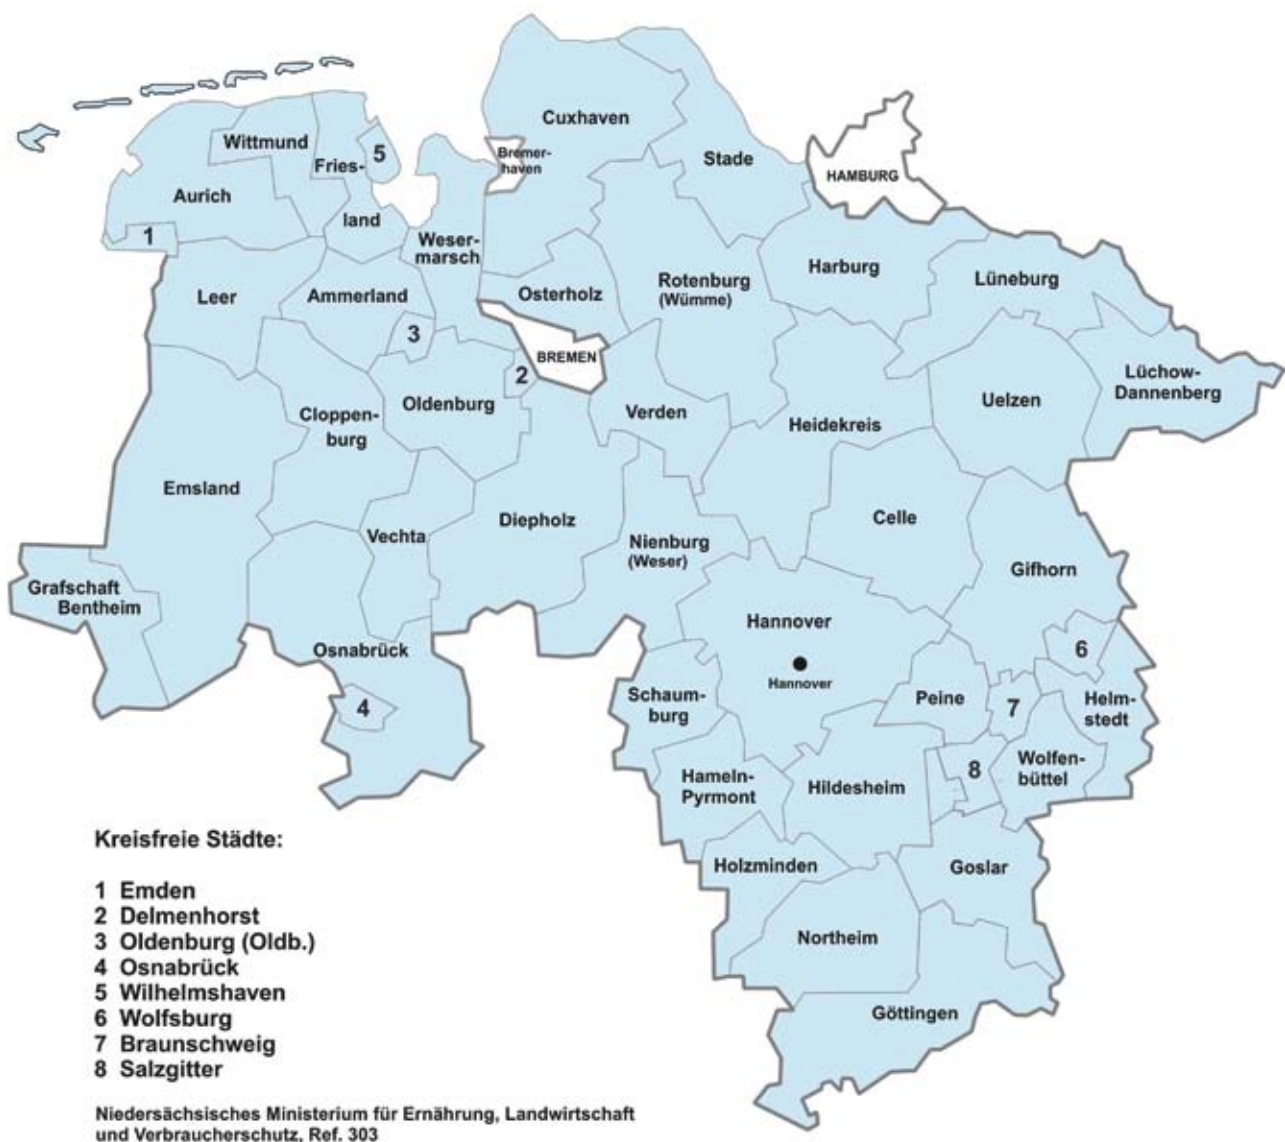 Cuxhaven
Wittmund
Bremer-
haven
5
Fries-
Stade
HAMBURG
Aurich
land
1
Weser-
marsch
Harburg
Lüneburg
Rotenburg
(Wümme)
Osterholz
Leer
Ammerland
3
BREMEN
2
Lüchow-
Dannenberg
Uelzen
Oldenburg
Verden
Cloppen-
burg
Heidekreis
Emsland
Celle
Diepholz
Vechta
Nienburg
(Weser)
Gifhorn
Grafschaft
Bentheim
Hannover
Osnabrück
6
Hannover
Schaum-
burg
Peine
7
Helm-
stedt
4
Wolfen-
büttel
8
Hameln-
Pyrmont
Hildesheim
Holzminden
Goslar
Northeim
Göttingen
Kreisfreie Städte:
1 Emden
2 Delmenhorst
3 Oldenburg (Oldb.)
4 Osnabrück
5 Wilhelmshaven
6 Wolfsburg
7 Braunschweig
8 Salzgitter
Niedersächsisches Ministerium für Ernährung, Landwirtschaft
und Verbraucherschutz, Ref. 303